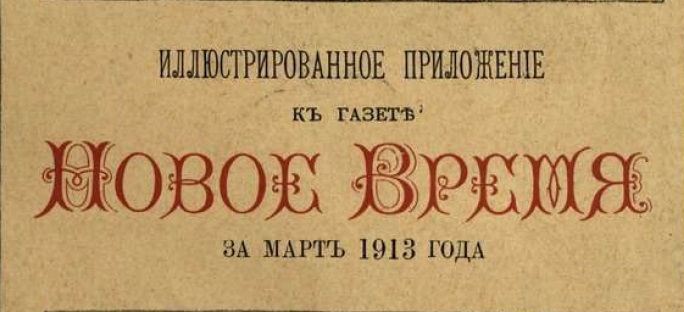 ИЛЛЮСТРИРОВАННОЕ ПРИЛОЖЕНІЕ
КЪ ГАЗЕТѢ
НОВОЕ ВРЕМЯ
ЗА МАРТЪ 1913 ГОДА